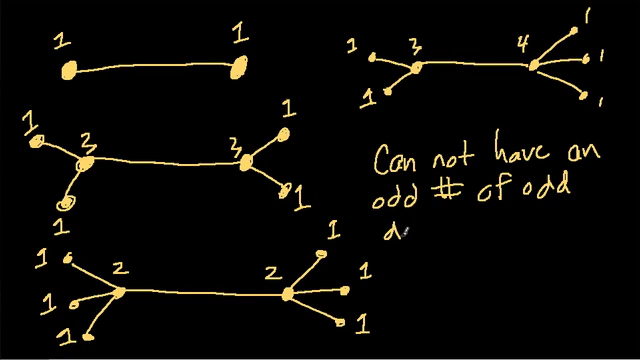 1 1
1 3 4 1
1 1
1
1 3 3 1
1 1
Can not have an
odd # of odd
d
1 2 2 1
1 1
1 1